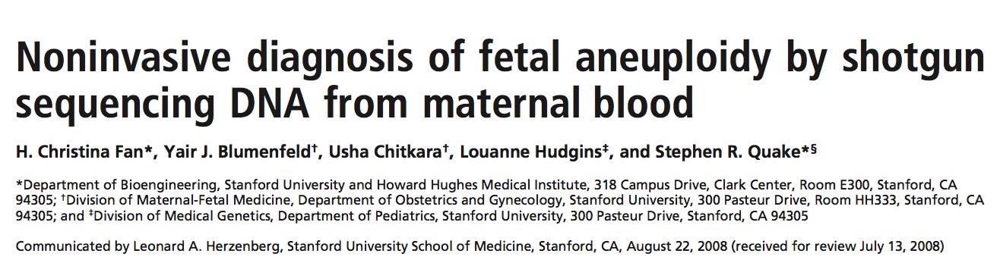 Noninvasive diagnosis of fetal aneuploidy by shotgun
sequencing DNA from maternal blood
H. Christina Fan*, Yair J. Blumenfeld†, Usha Chitkara†, Louanne Hudgins‡, and Stephen R. Quake*§
*Department of Bioengineering, Stanford University and Howard Hughes Medical Institute, 318 Campus Drive, Clark Center, Room E300, Stanford, CA
94305; †Division of Maternal-Fetal Medicine, Department of Obstetrics and Gynecology, Stanford University, 300 Pasteur Drive, Room HH333, Stanford, CA
94305; and ‡Division of Medical Genetics, Department of Pediatrics, Stanford University, 300 Pasteur Drive, Stanford, CA 94305
Communicated by Leonard A. Herzenberg, Stanford University School of Medicine, Stanford, CA, August 22, 2008 (received for review July 13, 2008)